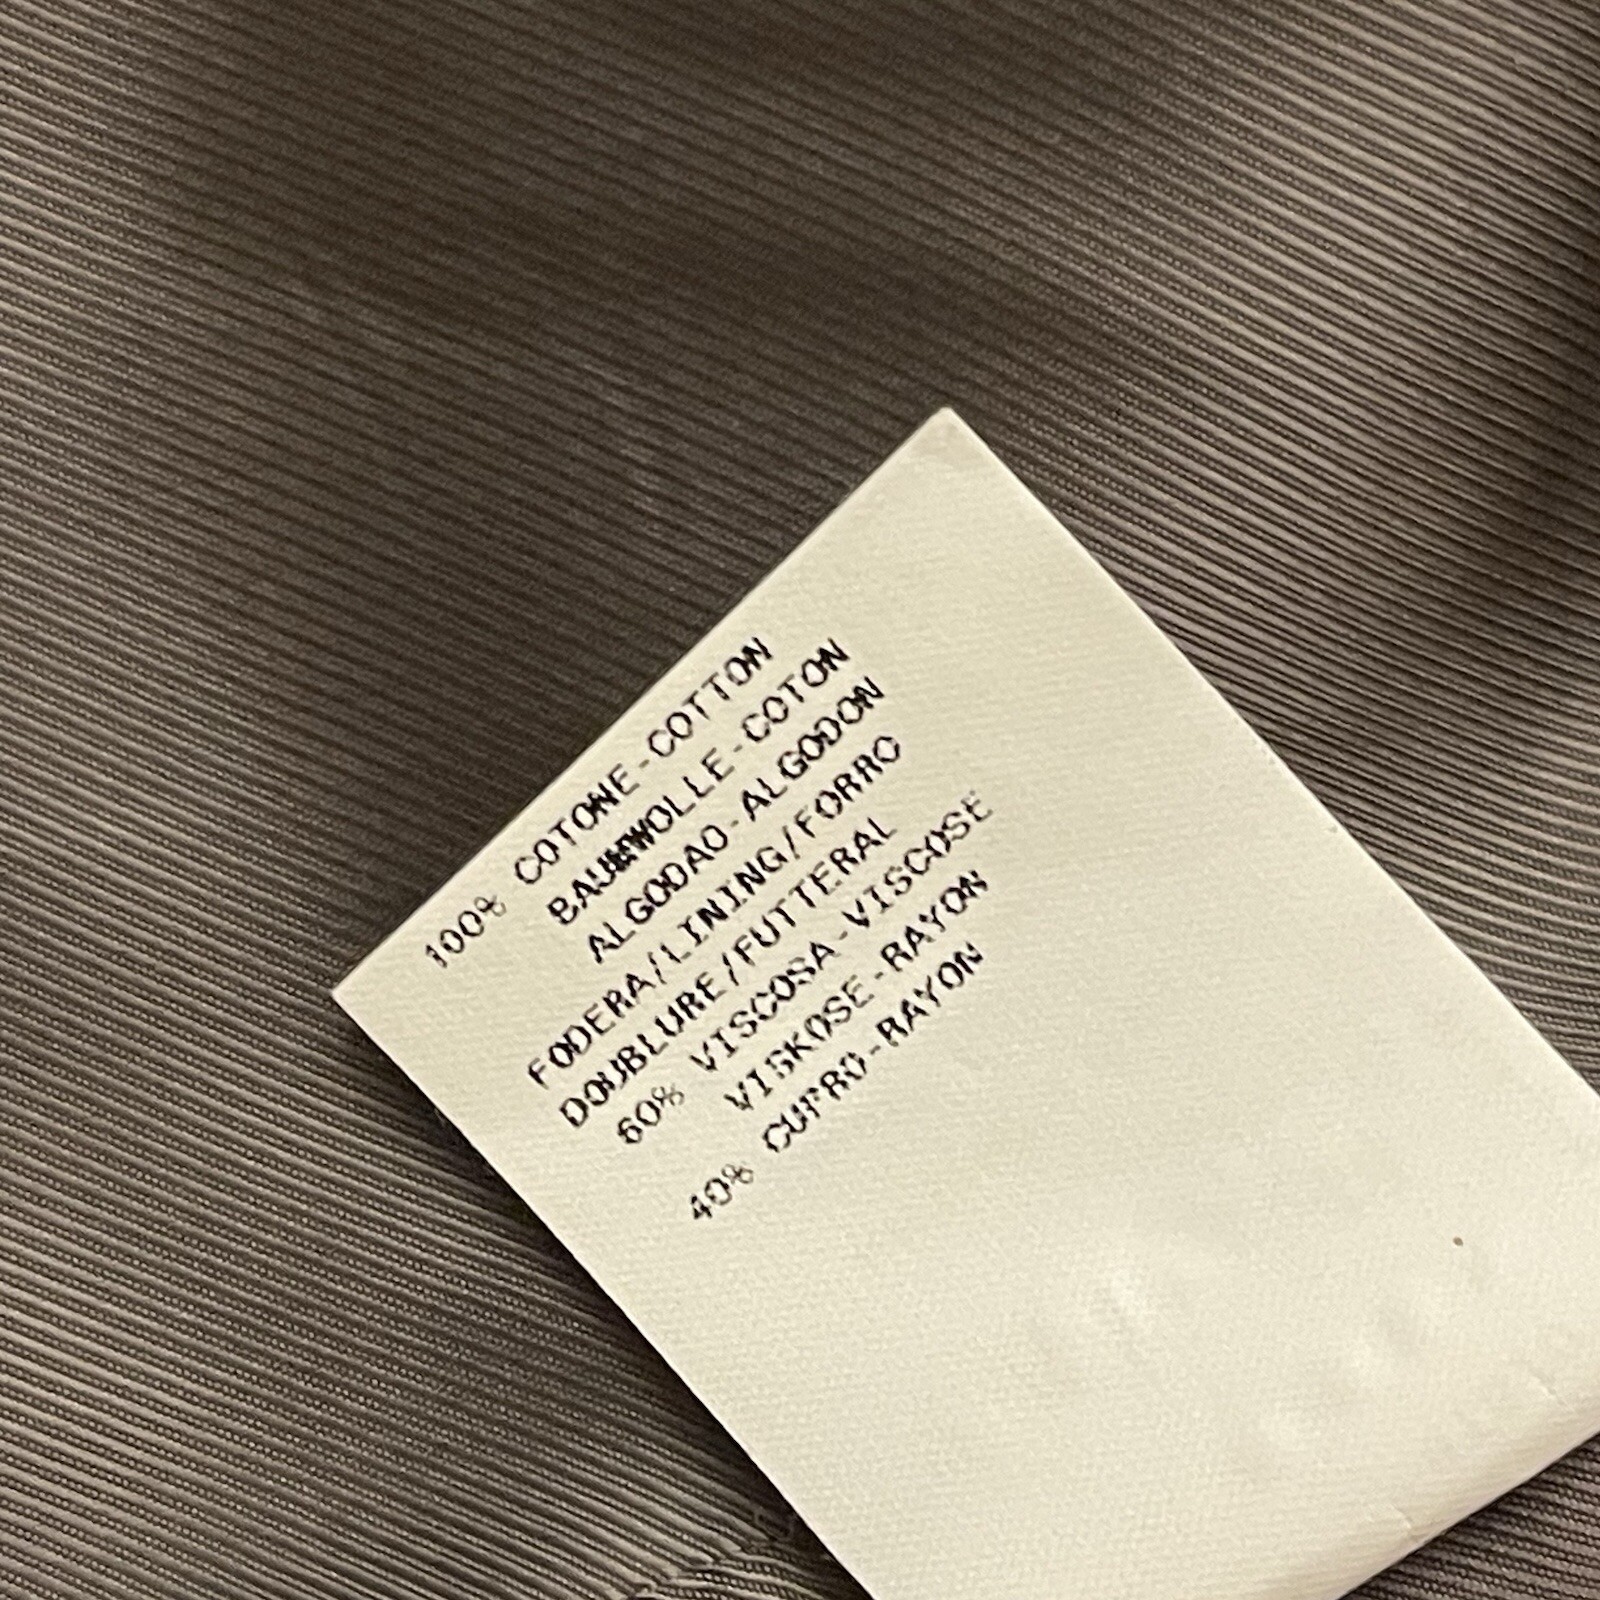 100% COTONE-COTTON
BAUMWOLLE-COTON
ALGODAO-ALGODON
FODERA/LINING/FORRO
DOUBLURE/FUTTERAL
60% VISCOSA-VISCOSE
VISKOSE-RAYON
40% CUPRO-RAYON